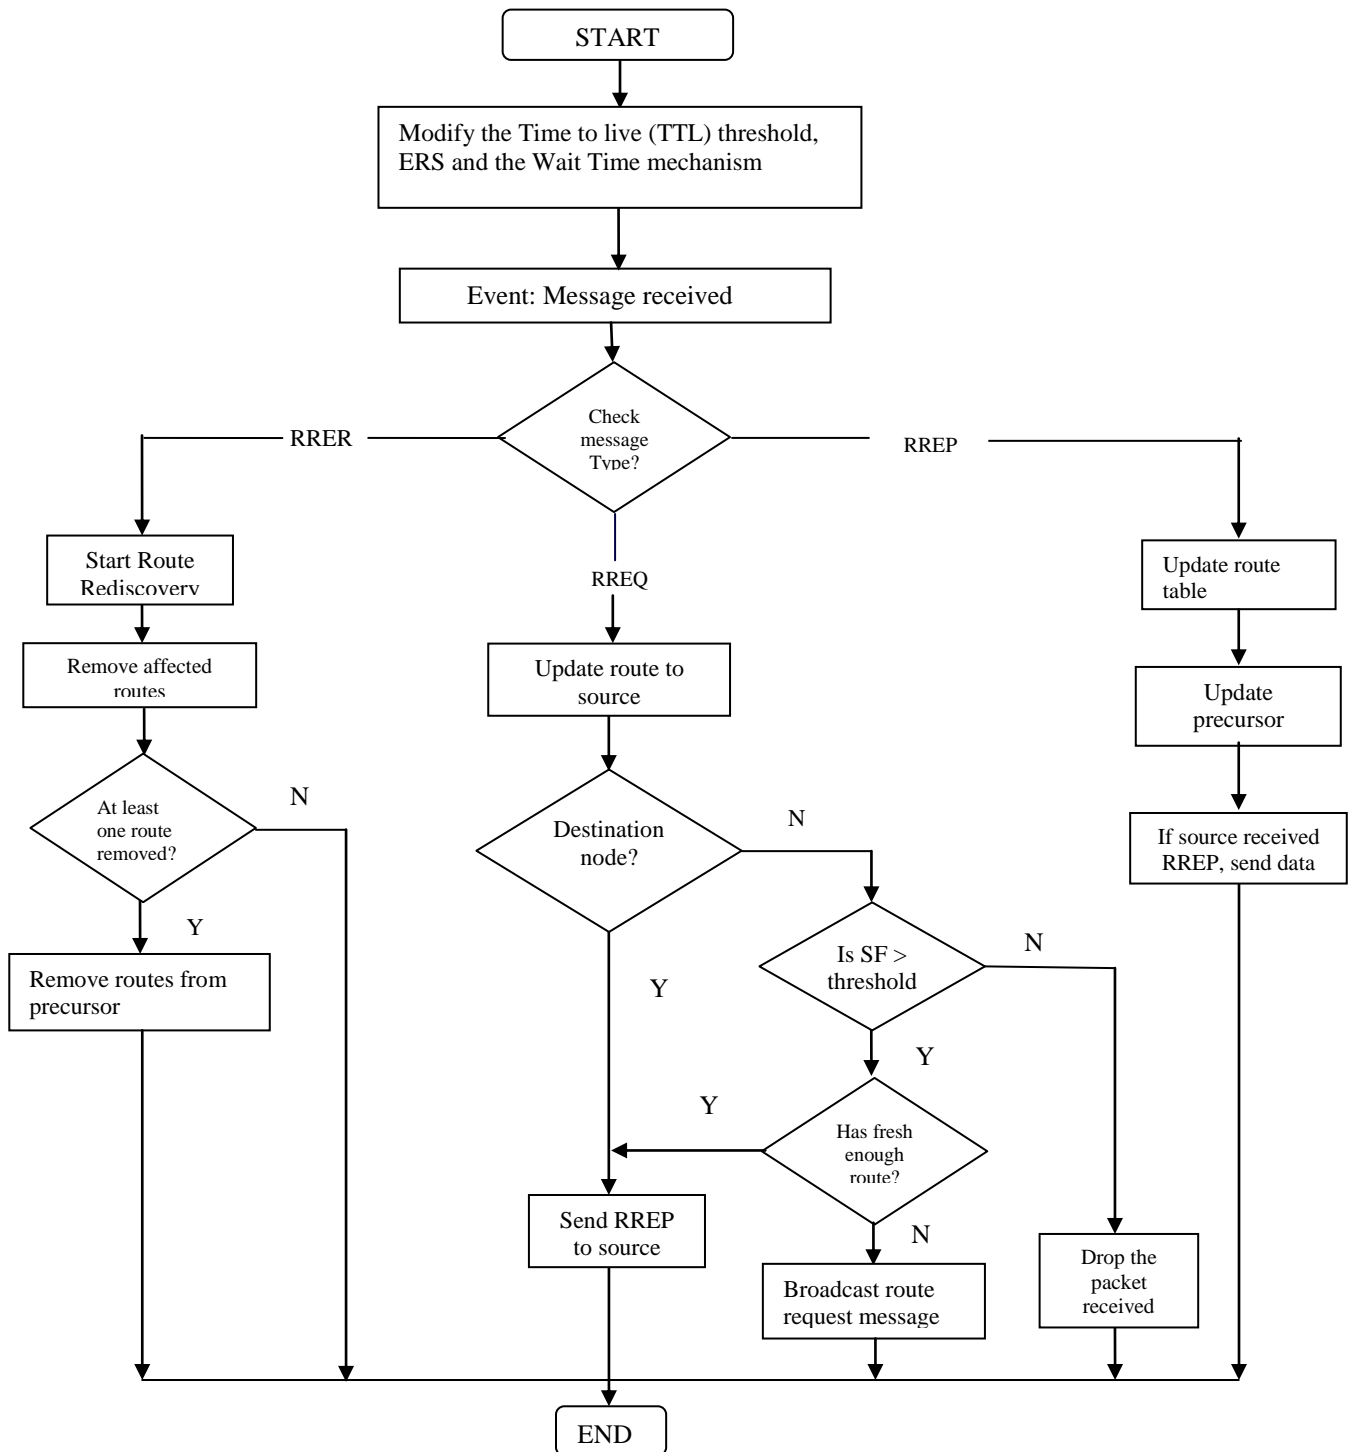 START
Modify the Time to live (TTL) threshold,
ERS and the Wait Time mechanism
Event: Message received
Check
message
Type?
RRER
RREP
RREQ
Start Route
Rediscovery
Remove affected
routes
At least
one route
removed?
N
Y
Remove routes from
precursor
Update route to
source
Destination
node?
N
Y
Is SF >
threshold
N
Y
Has fresh
enough
route?
Y
N
Send RREP
to source
Broadcast route
request message
Drop the
packet
received
Update route
table
Update
precursor
If source received
RREP, send data
END